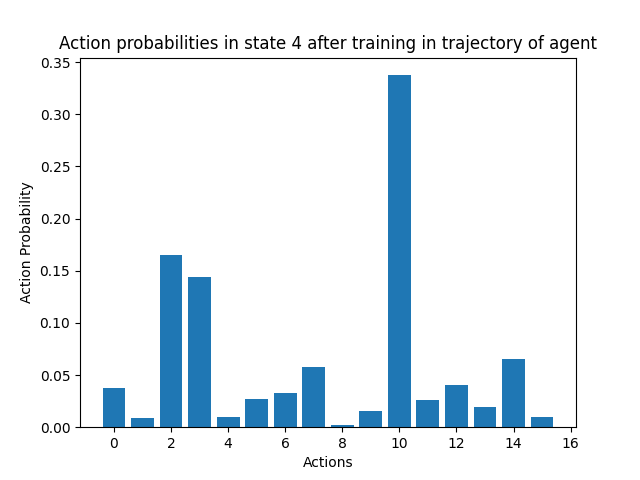 Action probabilities in state 4 after training in trajectory of agent
0.35
0.30
0.25
0.20
0.15
0.10
0.05
0.00
Action Probability
0 2 4 6 8 10 12 14 16
Actions